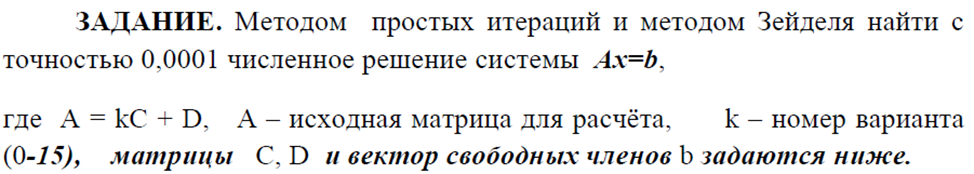 ЗАДАНИЕ. Методом простых итераций и методом Зейделя найти с
точностью 0,0001 численное решение системы Ax=b,
где A = kC + D, A – исходная матрица для расчёта, k – номер варианта
(0-15), матрицы C, D и вектор свободных членов b задаются ниже.